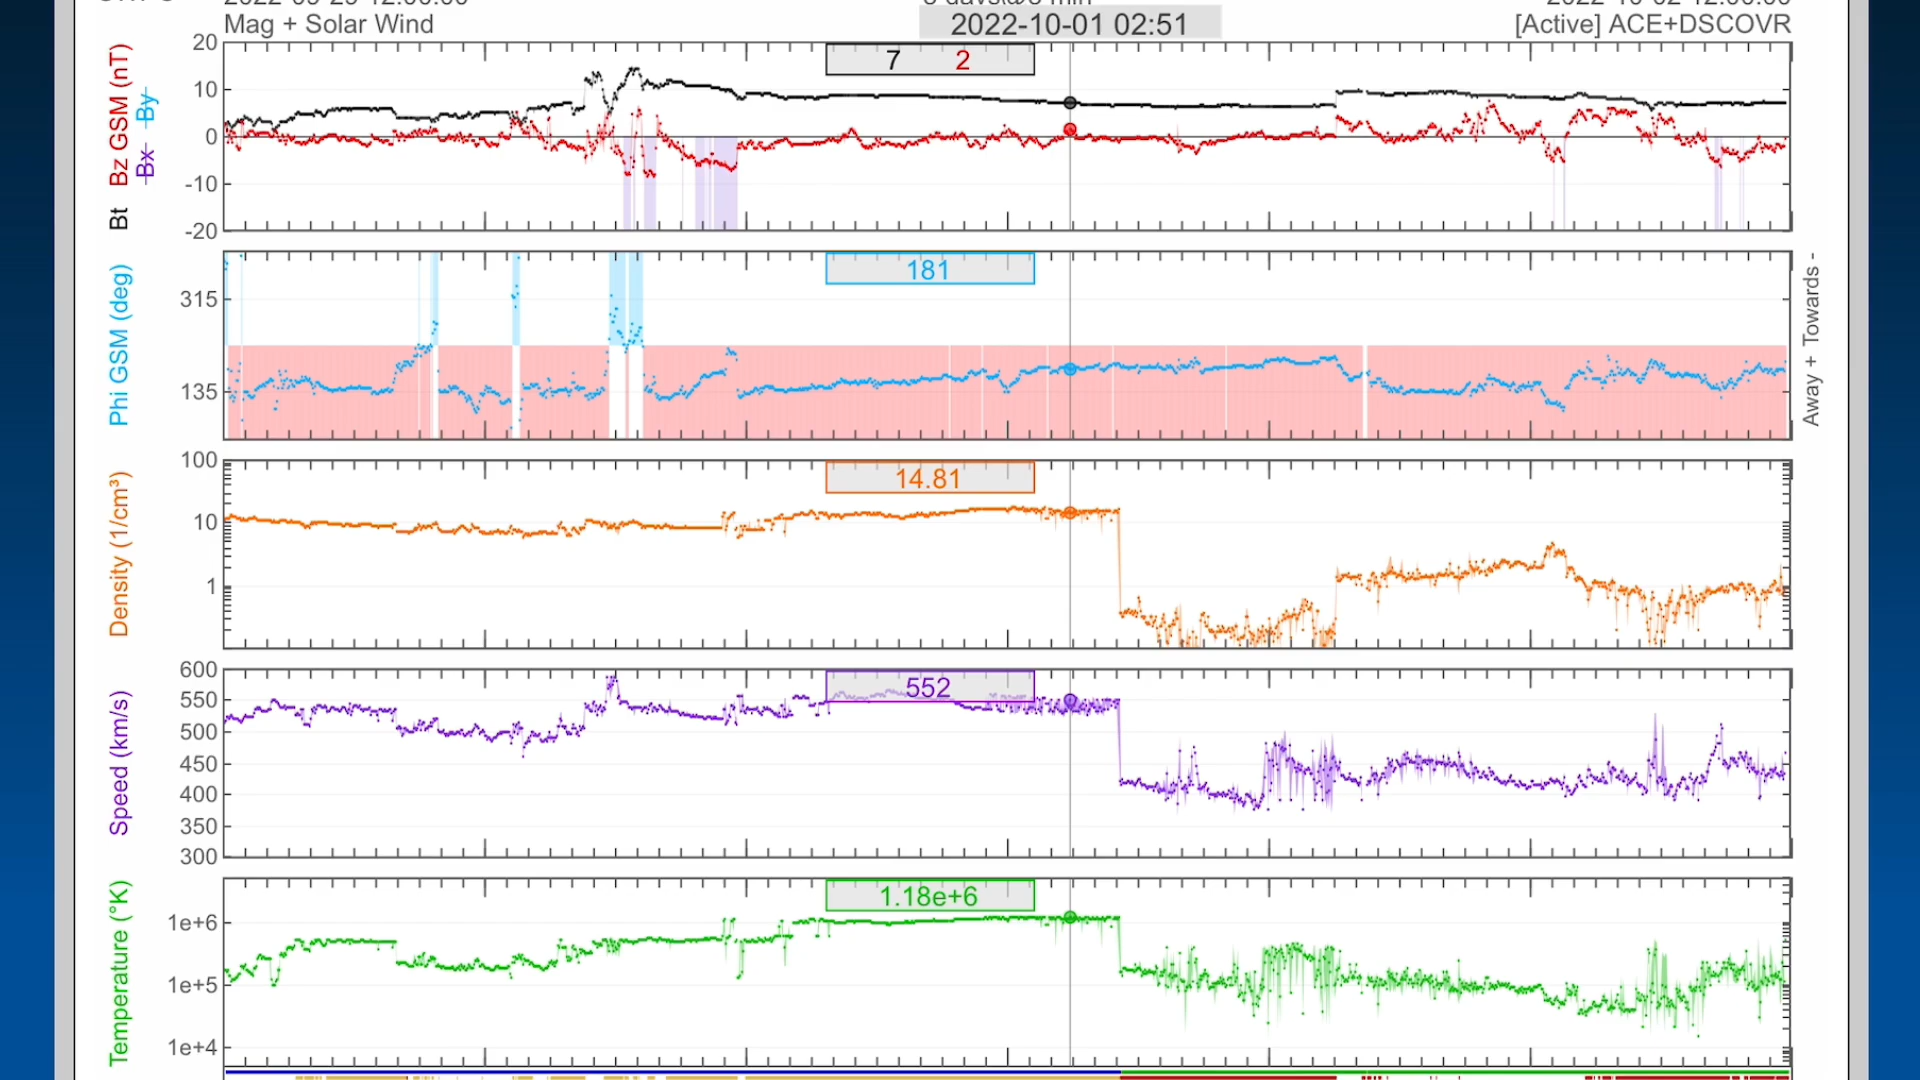 Mag + Solar Wind
2022-10-01 02:51
[Active] ACE+DSCOVR
Bt Bz GSM (nT)
Bx By
20
10
0
-10
-20
7 2
Phi GSM (deg)
315
135
181
Away + Towards -
Density (1/cm³)
100
10
1
14.81
Speed (km/s)
600
550
500
450
400
350
300
552
Temperature (°K)
1e+6
1e+5
1e+4
1.18e+6